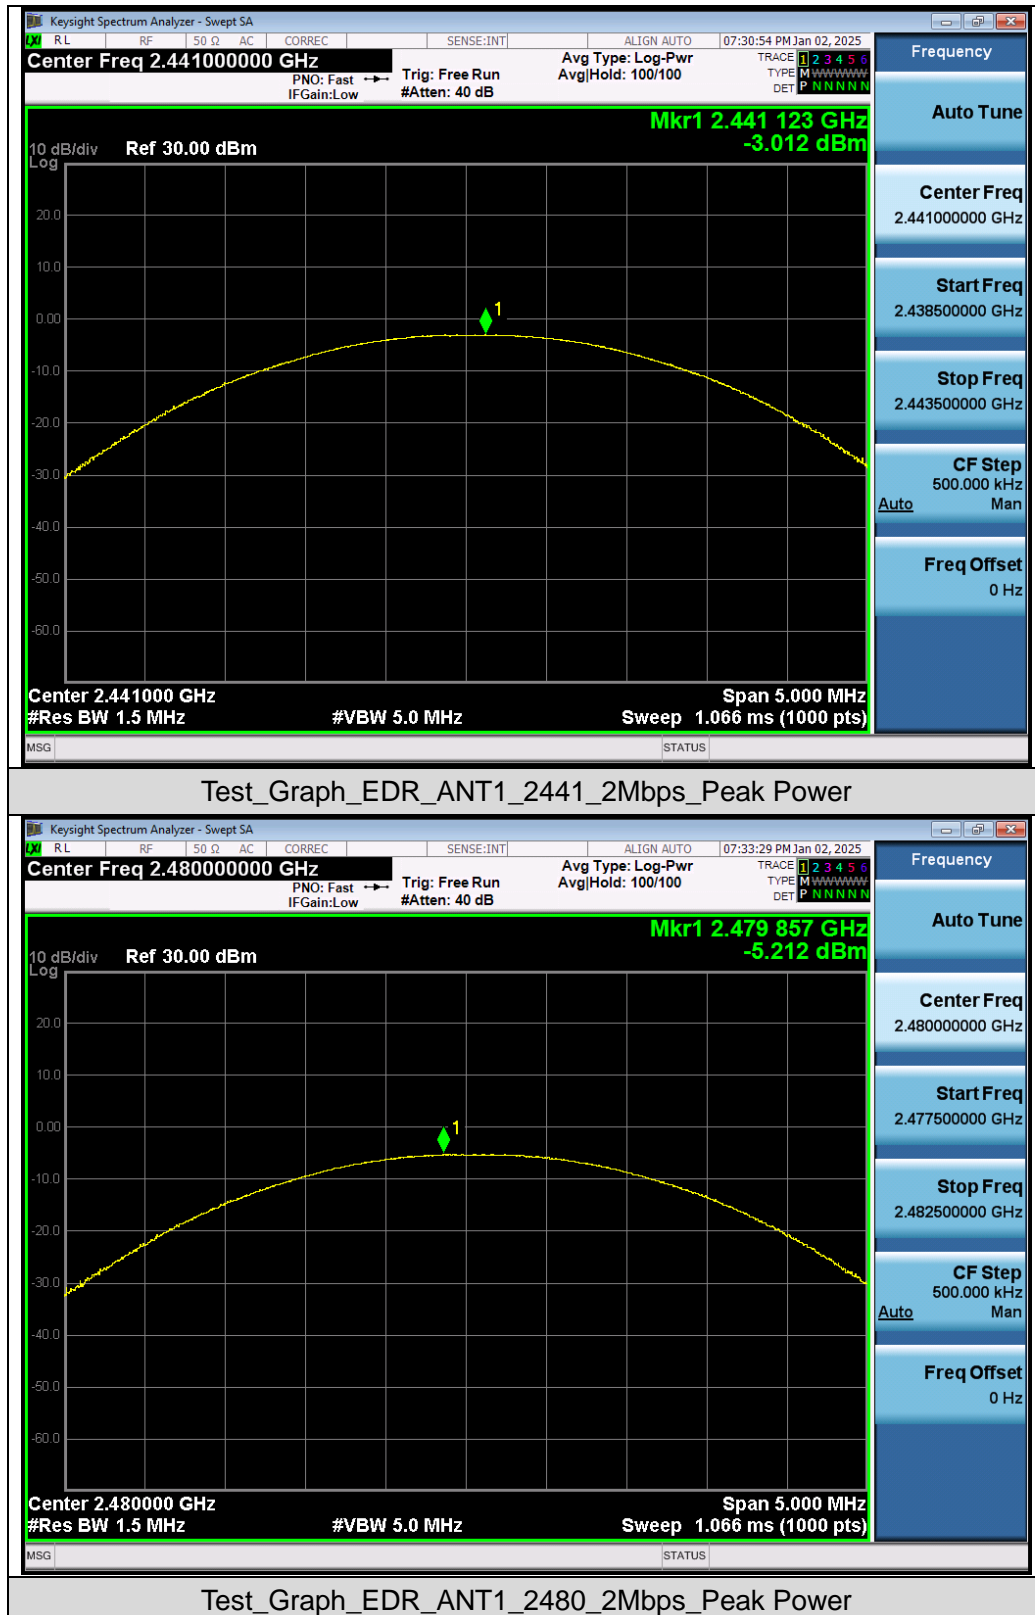 Keysight Spectrum Analyzer - Swept SA
LXI RL RF 50 Ω AC CORREC SENSE:INT ALIGN AUTO 07:30:54 PM Jan 02, 2025
Center Freq 2.441000000 GHz
PNO: Fast
IFGain:Low
Trig: Free Run
#Atten: 40 dB
Avg Type: Log-Pwr
Avg|Hold: 100/100
TRACE 1 2 3 4 5 6
TYPE M WWWWW
DET P N N N N N
Mkr1 2.441 123 GHz
-3.012 dBm
10 dB/div Ref 30.00 dBm
Log
20.0
10.0
0.00
-10.0
-20.0
-30.0
-40.0
-50.0
-60.0
1
Center 2.441000 GHz Span 5.000 MHz
#Res BW 1.5 MHz #VBW 5.0 MHz Sweep 1.066 ms (1000 pts)
MSG STATUS
Frequency
Auto Tune
Center Freq
2.441000000 GHz
Start Freq
2.438500000 GHz
Stop Freq
2.443500000 GHz
CF Step
500.000 kHz
Auto Man
Freq Offset
0 Hz
Test_Graph_EDR_ANT1_2441_2Mbps_Peak Power
Keysight Spectrum Analyzer - Swept SA
LXI RL RF 50 Ω AC CORREC SENSE:INT ALIGN AUTO 07:33:29 PM Jan 02, 2025
Center Freq 2.480000000 GHz
PNO: Fast
IFGain:Low
Trig: Free Run
#Atten: 40 dB
Avg Type: Log-Pwr
Avg|Hold: 100/100
TRACE 1 2 3 4 5 6
TYPE M WWWWW
DET P N N N N N
Mkr1 2.479 857 GHz
-5.212 dBm
10 dB/div Ref 30.00 dBm
Log
20.0
10.0
0.00
-10.0
-20.0
-30.0
-40.0
-50.0
-60.0
1
Center 2.480000 GHz Span 5.000 MHz
#Res BW 1.5 MHz #VBW 5.0 MHz Sweep 1.066 ms (1000 pts)
MSG STATUS
Frequency
Auto Tune
Center Freq
2.480000000 GHz
Start Freq
2.477500000 GHz
Stop Freq
2.482500000 GHz
CF Step
500.000 kHz
Auto Man
Freq Offset
0 Hz
Test_Graph_EDR_ANT1_2480_2Mbps_Peak Power